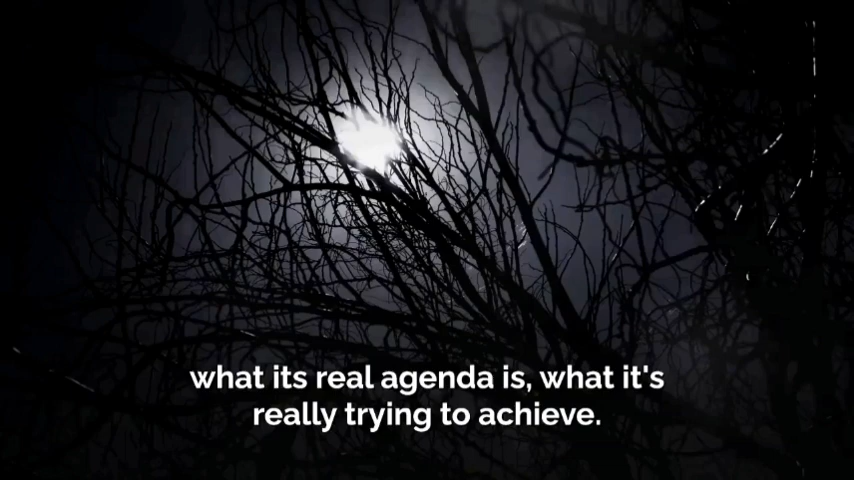 what its real agenda is, what it's
really trying to achieve.